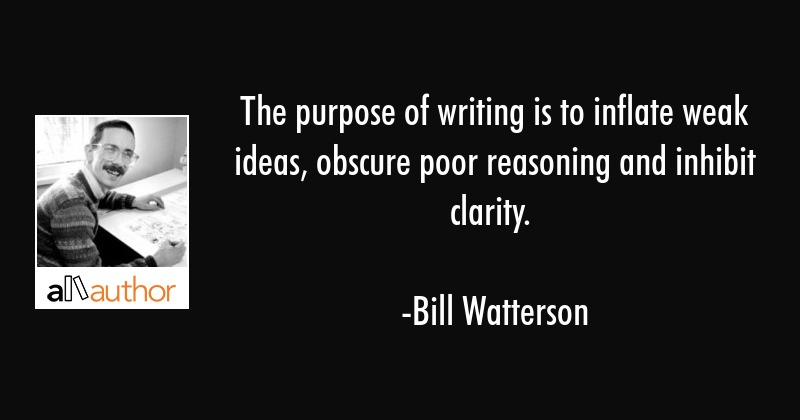 The purpose of writing is to inflate weak
ideas, obscure poor reasoning and inhibit
clarity.
-Bill Watterson
allauthor